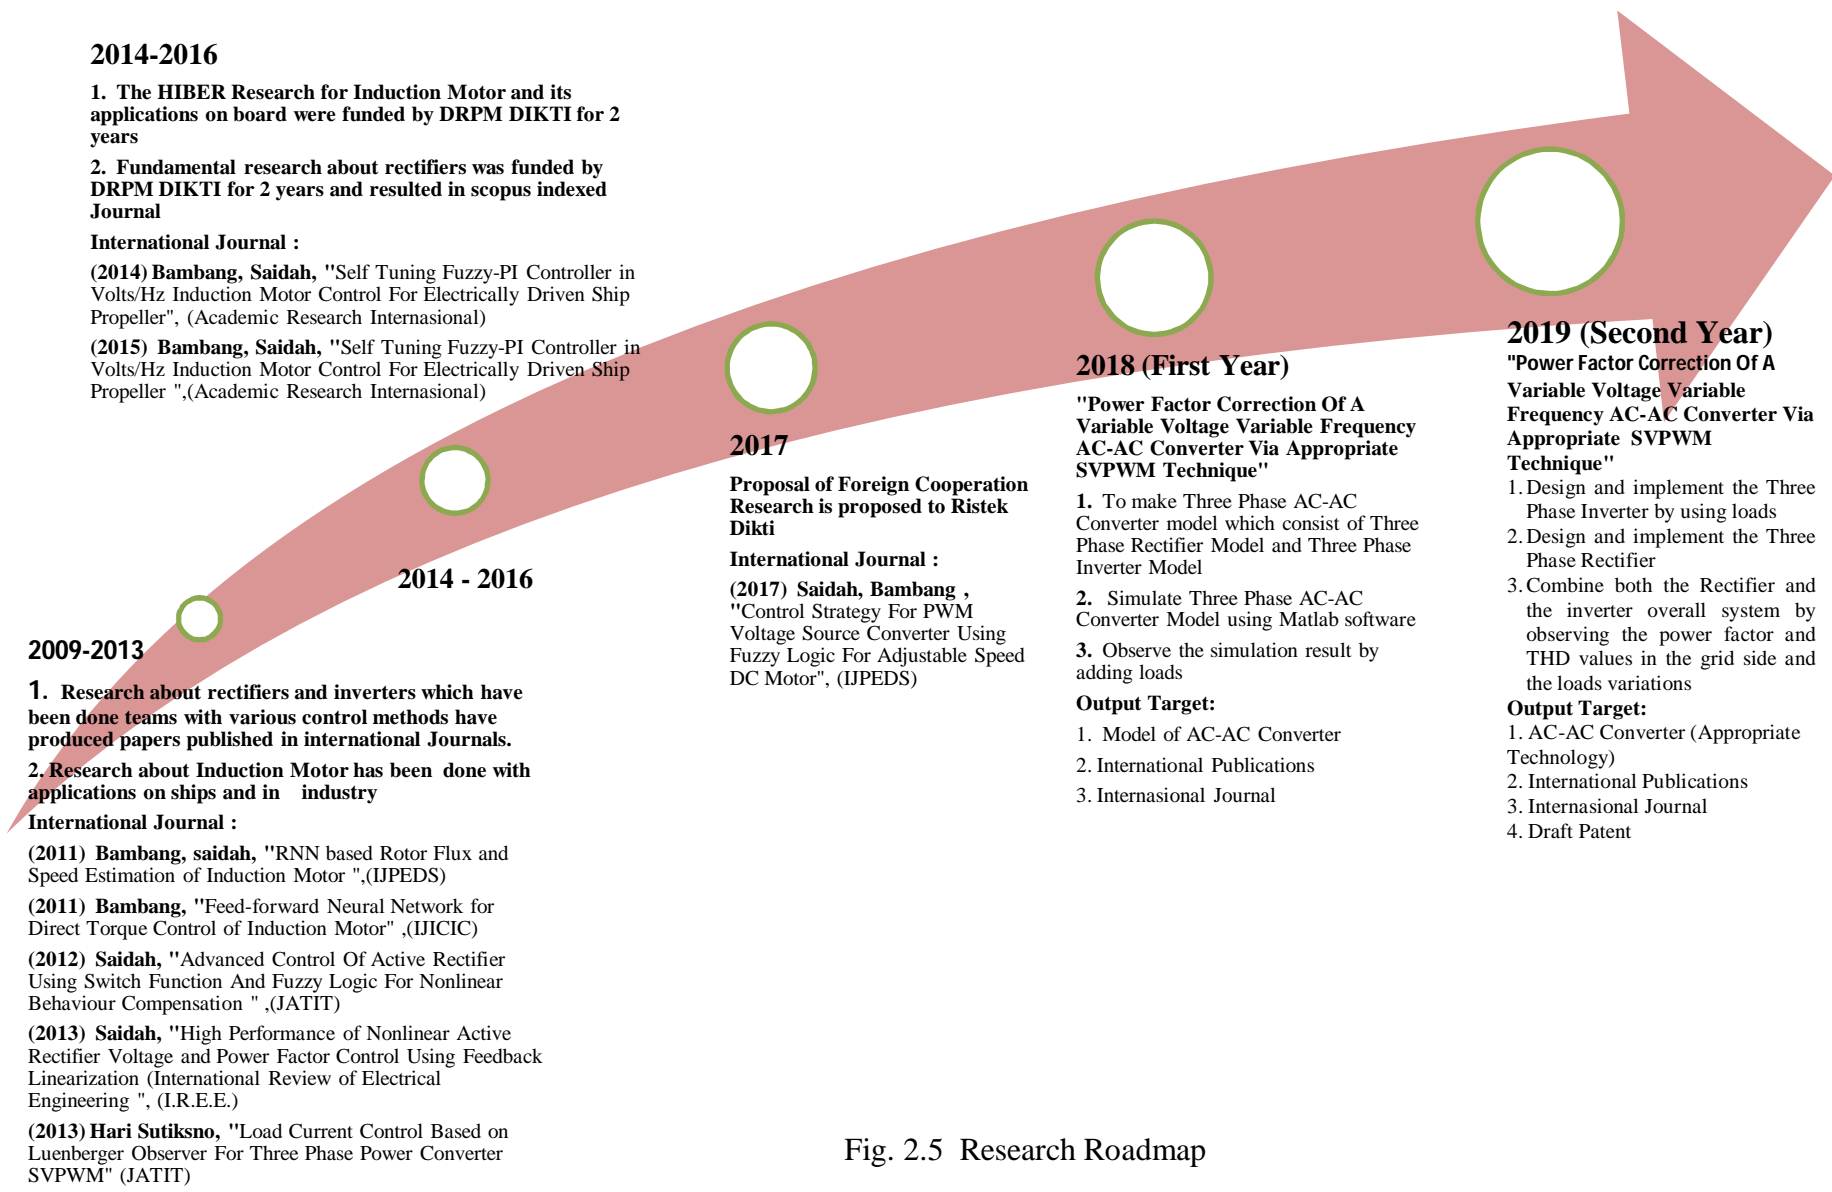 2014-2016
1. The HIBER Research for Induction Motor and its
applications on board were funded by DRPM DIKTI for 2
years
2. Fundamental research about rectifiers was funded by
DRPM DIKTI for 2 years and resulted in scopus indexed
Journal
International Journal :
(2014) Bambang, Saidah, "Self Tuning Fuzzy-PI Controller in
Volts/Hz Induction Motor Control For Electrically Driven Ship
Propeller", (Academic Research Internasional)
(2015) Bambang, Saidah, "Self Tuning Fuzzy-PI Controller in
Volts/Hz Induction Motor Control For Electrically Driven Ship
Propeller ",(Academic Research Internasional)
2014 - 2016
2009-2013
1. Research about rectifiers and inverters which have
been done teams with various control methods have
produced papers published in international Journals.
2. Research about Induction Motor has been done with
applications on ships and in industry
International Journal :
(2011) Bambang, saidah, "RNN based Rotor Flux and
Speed Estimation of Induction Motor ",(IJPEDS)
(2011) Bambang, "Feed-forward Neural Network for
Direct Torque Control of Induction Motor" ,(IJICIC)
(2012) Saidah, "Advanced Control Of Active Rectifier
Using Switch Function And Fuzzy Logic For Nonlinear
Behaviour Compensation " ,(JATIT)
(2013) Saidah, "High Performance of Nonlinear Active
Rectifier Voltage and Power Factor Control Using Feedback
Linearization (International Review of Electrical
Engineering ", (I.R.E.E.)
(2013) Hari Sutiksno, "Load Current Control Based on
Luenberger Observer For Three Phase Power Converter
SVPWM" (JATIT)
2017
Proposal of Foreign Cooperation
Research is proposed to Ristek
Dikti
International Journal :
(2017) Saidah, Bambang ,
"Control Strategy For PWM
Voltage Source Converter Using
Fuzzy Logic For Adjustable Speed
DC Motor", (IJPEDS)
2018 (First Year)
"Power Factor Correction Of A
Variable Voltage Variable Frequency
AC-AC Converter Via Appropriate
SVPWM Technique"
1. To make Three Phase AC-AC
Converter model which consist of Three
Phase Rectifier Model and Three Phase
Inverter Model
2. Simulate Three Phase AC-AC
Converter Model using Matlab software
3. Observe the simulation result by
adding loads
Output Target:
1. Model of AC-AC Converter
2. International Publications
3. Internasional Journal
2019 (Second Year)
"Power Factor Correction Of A
Variable Voltage Variable
Frequency AC-AC Converter Via
Appropriate SVPWM
Technique"
1. Design and implement the Three
Phase Inverter by using loads
2. Design and implement the Three
Phase Rectifier
3. Combine both the Rectifier and
the inverter overall system by
observing the power factor and
THD values in the grid side and
the loads variations
Output Target:
1. AC-AC Converter (Appropriate
Technology)
2. International Publications
3. Internasional Journal
4. Draft Patent
Fig. 2.5 Research Roadmap